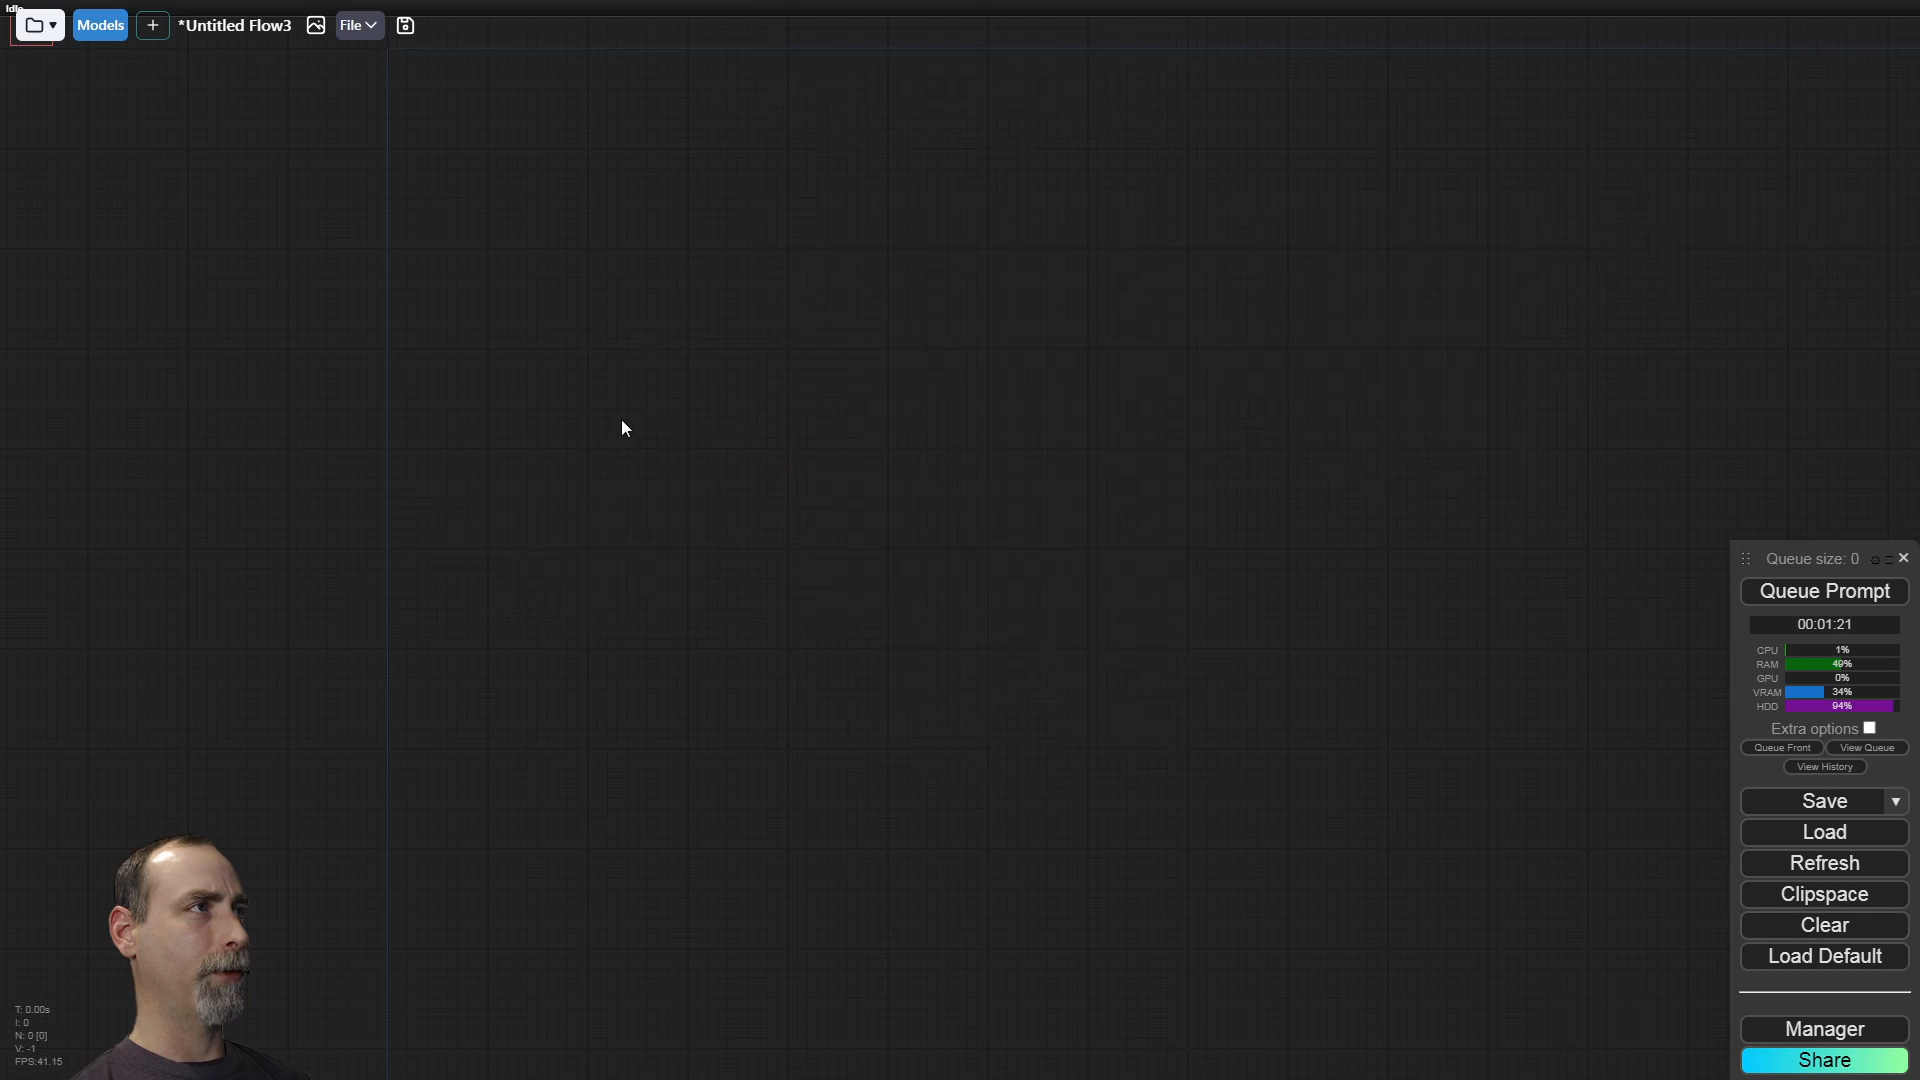 Idle
Models
+
*Untitled Flow3
File
Queue size: 0
Queue Prompt
00:01:21
CPU 1%
RAM 49%
GPU 0%
VRAM 34%
HDD 94%
Extra options
Queue Front
View Queue
View History
Save
Load
Refresh
Clipspace
Clear
Load Default
Manager
Share
T: 0.00s
I: 0
N: 0 [0]
V: -1
FPS:41.15